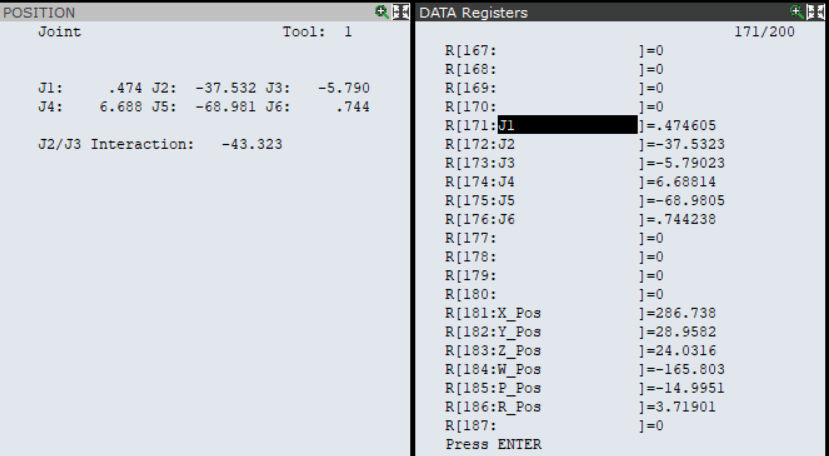 POSITION
Joint Tool: 1
J1: .474 J2: -37.532 J3: -5.790
J4: 6.688 J5: -68.981 J6: .744
J2/J3 Interaction: -43.323
DATA Registers
171/200
R[167: ]=0
R[168: ]=0
R[169: ]=0
R[170: ]=0
R[171:J1 ]=.474605
R[172:J2 ]=-37.5323
R[173:J3 ]=-5.79023
R[174:J4 ]=6.68814
R[175:J5 ]=-68.9805
R[176:J6 ]=.744238
R[177: ]=0
R[178: ]=0
R[179: ]=0
R[180: ]=0
R[181:X_Pos ]=286.738
R[182:Y_Pos ]=28.9582
R[183:Z_Pos ]=24.0316
R[184:W_Pos ]=-165.803
R[185:P_Pos ]=-14.9951
R[186:R_Pos ]=3.71901
R[187: ]=0
Press ENTER